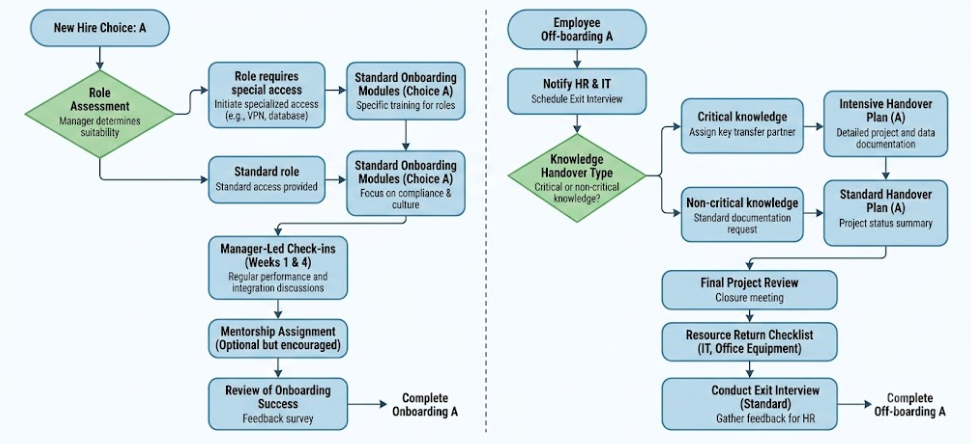 New Hire Choice: A
Role
Assessment
Manager determines
suitability
Role requires
special access
Initiate specialized access
(e.g., VPN, database)
Standard Onboarding
Modules (Choice A)
Specific training for roles
Standard role
Standard access provided
Standard Onboarding
Modules (Choice A)
Focus on compliance &
culture
Manager-Led Check-ins
(Weeks 1 & 4)
Regular performance and
integration discussions
Mentorship Assignment
(Optional but encouraged)
Review of Onboarding
Success
Feedback survey
Complete
Onboarding A
Employee
Off-boarding A
Notify HR & IT
Schedule Exit Interview
Knowledge
Handover Type
Critical or non-critical
knowledge?
Critical knowledge
Assign key transfer partner
Intensive Handover
Plan (A)
Detailed project and data
documentation
Non-critical knowledge
Standard documentation
request
Standard Handover
Plan (A)
Project status summary
Final Project Review
Closure meeting
Resource Return Checklist
(IT, Office Equipment)
Conduct Exit Interview
(Standard)
Gather feedback for HR
Complete
Off-boarding A